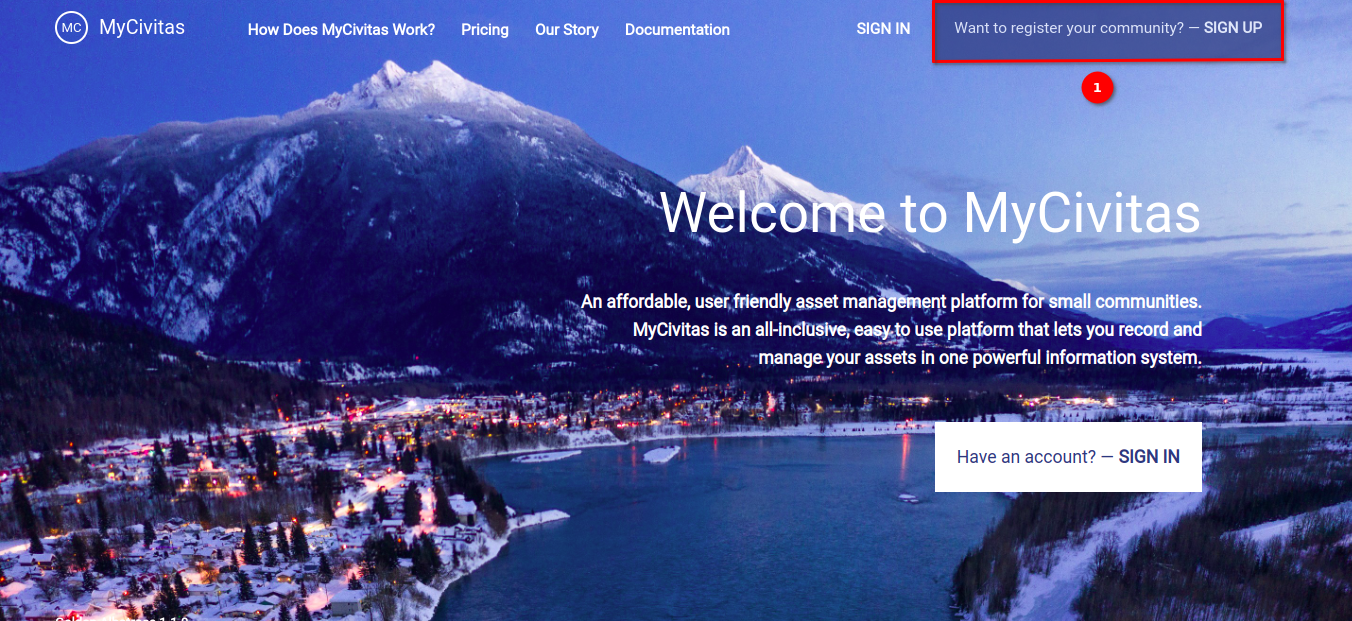 MC MyCivitas How Does MyCivitas Work? Pricing Our Story Documentation SIGN IN Want to register your community? — SIGN UP
1
Welcome to MyCivitas
An affordable, user friendly asset management platform for small communities.
MyCivitas is an all-inclusive, easy to use platform that lets you record and
manage your assets in one powerful information system.
Have an account? — SIGN IN